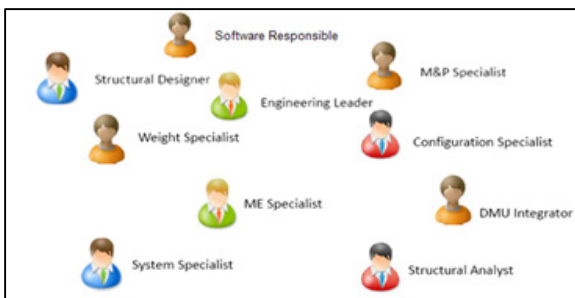 Software Responsible
M&P Specialist
Structural Designer
Engineering Leader
Weight Specialist
Configuration Specialist
ME Specialist
DMU Integrator
System Specialist
Structural Analyst